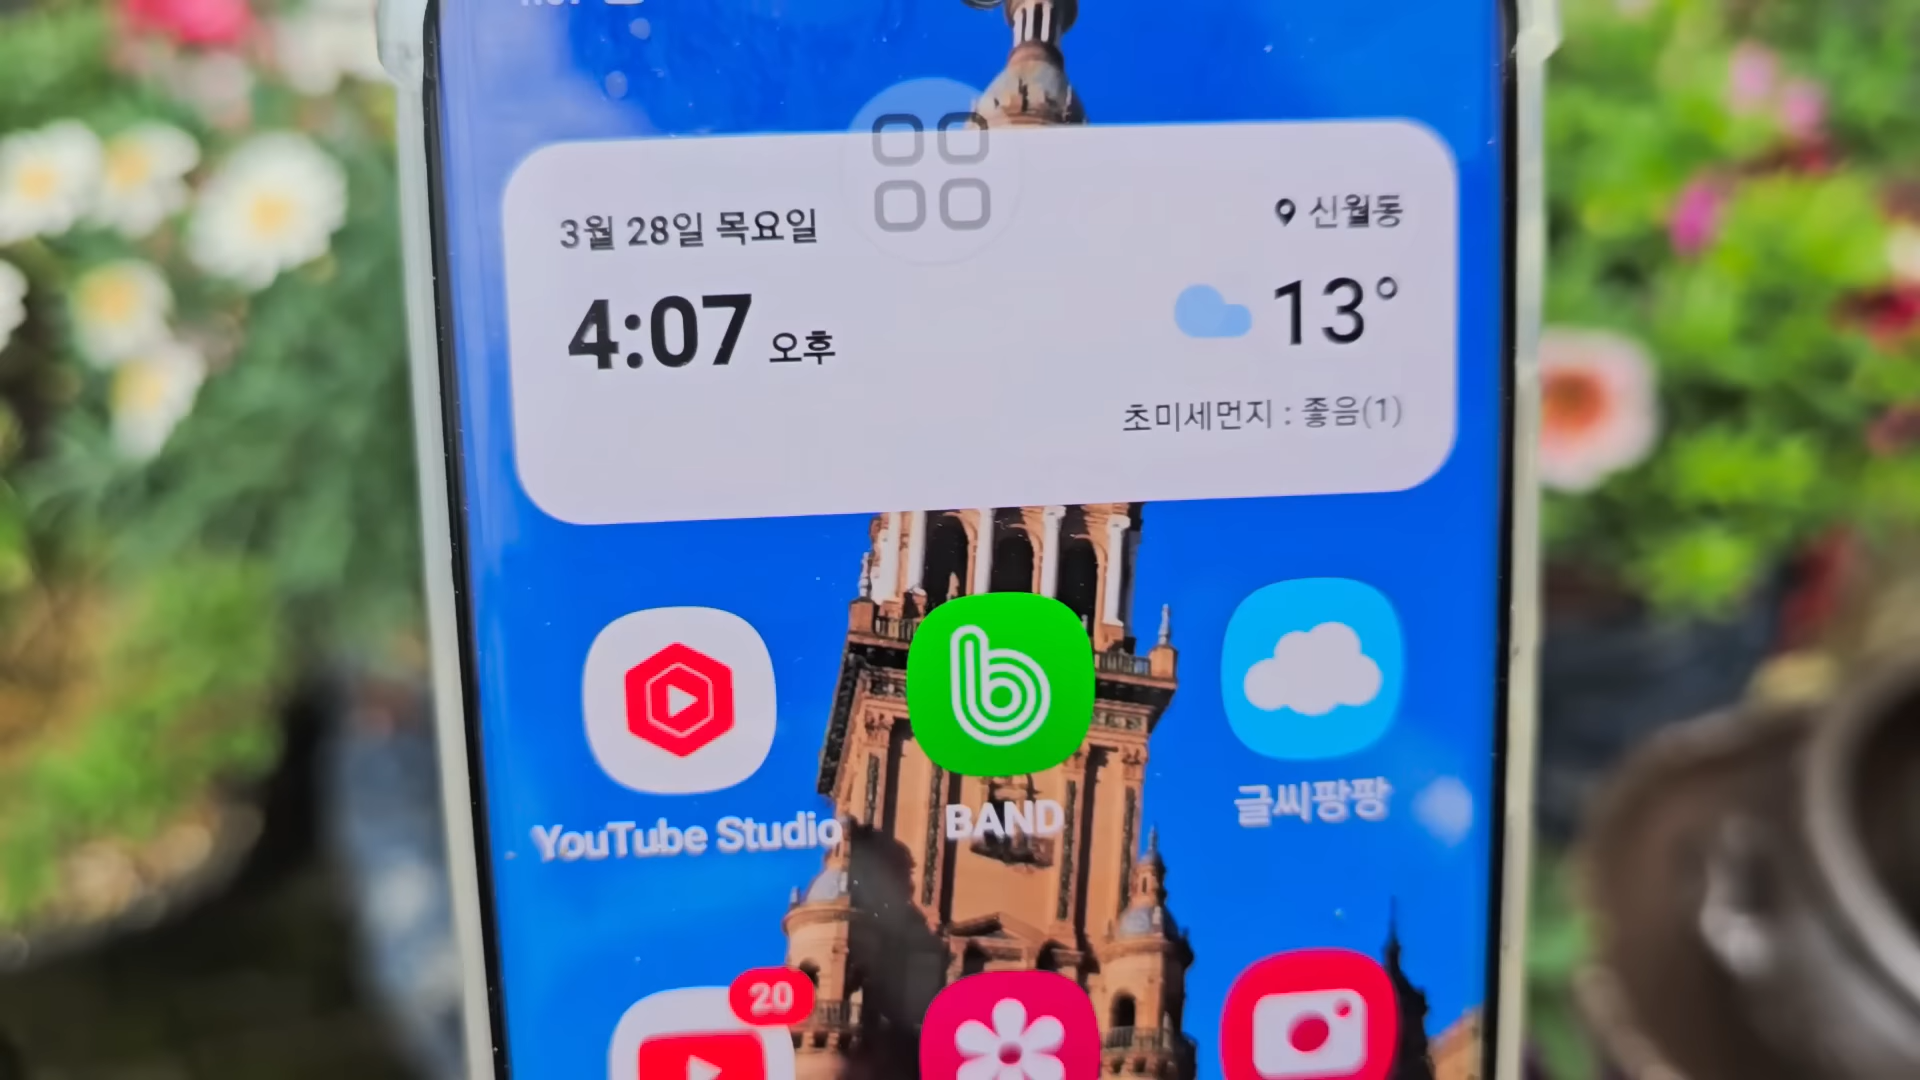 3월 28일 목요일
신월동
4:07 오후
13°
초미세먼지 : 좋음(1)
YouTube Studio
BAND
글씨팡팡
20